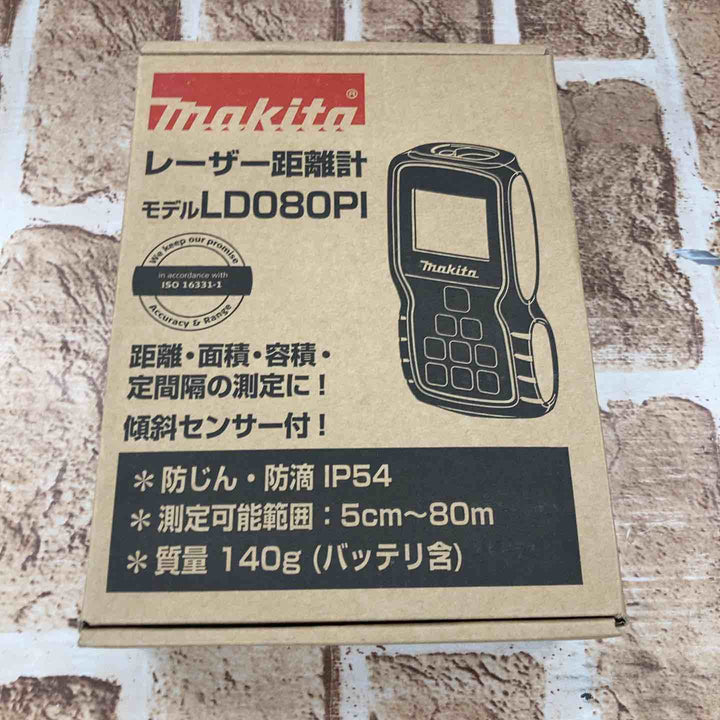 makita®
レーザー距離計
モデルLD080PI
We keep our promise
in accordance with
ISO 16331-1
Accuracy & Range
makita
距離・面積・容積・
定間隔の測定に！
傾斜センサー付！
＊防じん・防滴 IP54
＊測定可能範囲：5cm～80m
＊質量 140g (バッテリ含)